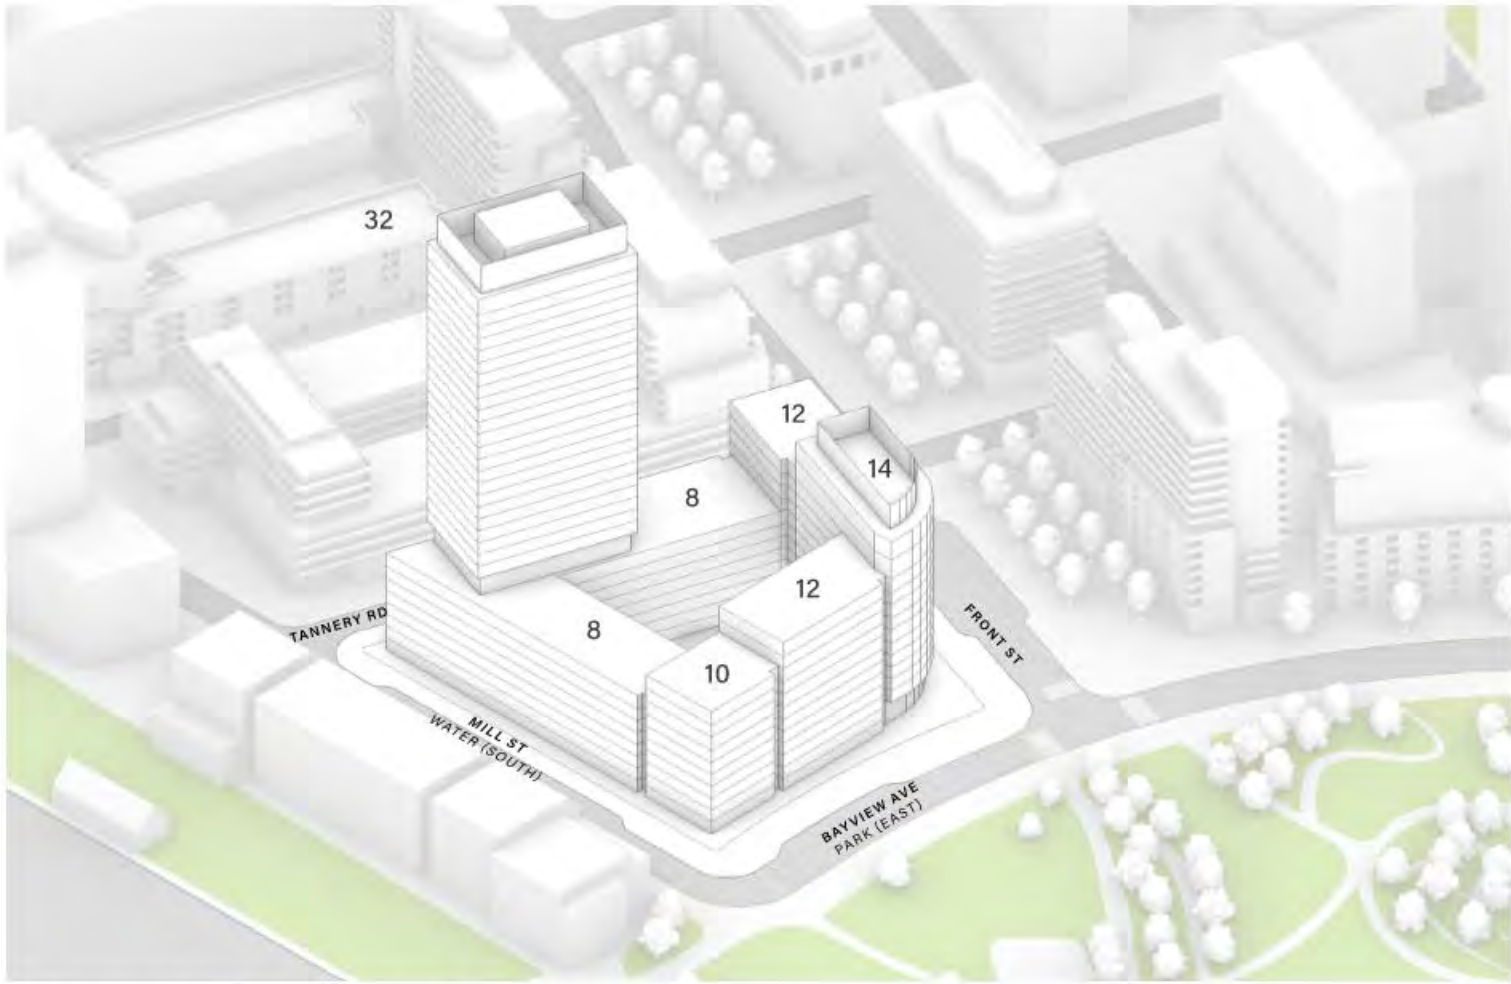 32
12
14
8
12
8
10
TANNERY RD
FRONT ST
MILL ST
WATER (SOUTH)
BAYVIEW AVE
PARK (EAST)